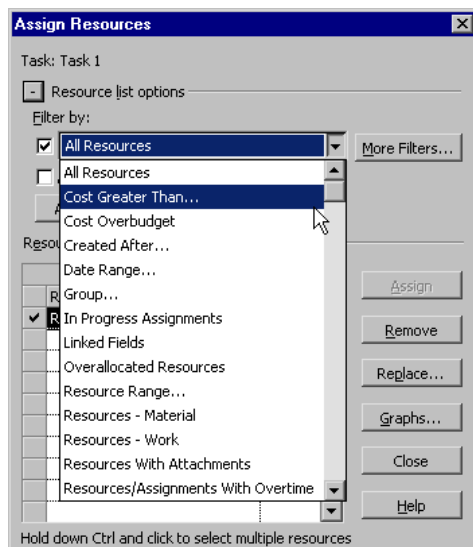 Assign Resources
Task: Task 1
- Resource list options
Filter by:
All Resources
More Filters...
All Resources
Cost Greater Than...
Cost Overbudget
Created After...
Date Range...
Group...
In Progress Assignments
Linked Fields
Overallocated Resources
Resource Range...
Resources - Material
Resources - Work
Resources With Attachments
Resources/Assignments With Overtime
Assign
Remove
Replace...
Graphs...
Close
Help
Hold down Ctrl and click to select multiple resources